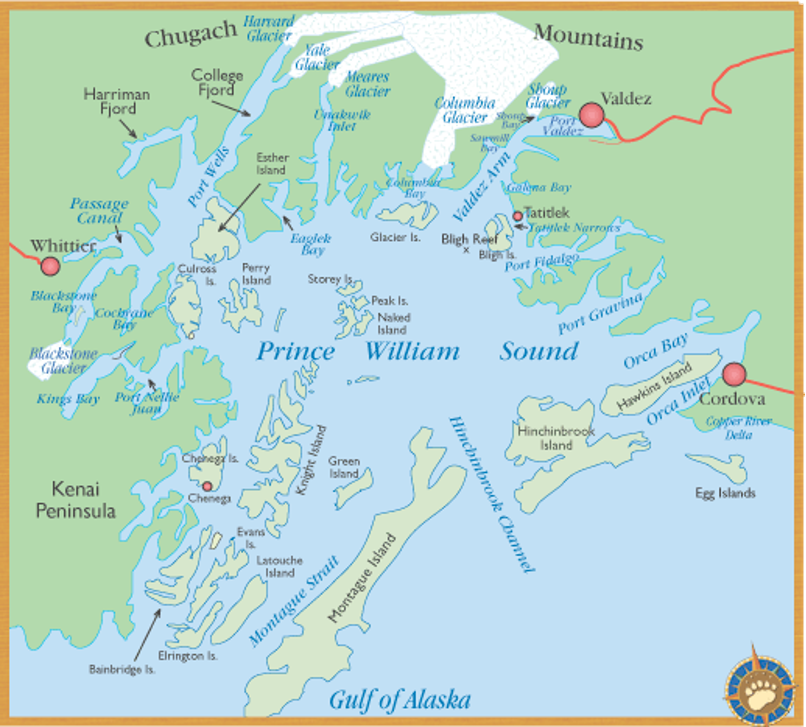 Chugach
Harvard
Glacier
Mountains
Yale
Glacier
College
Fjord
Meares
Glacier
Harriman
Fjord
Columbia
Glacier
Shoup
Glacier
Valdez
Unakwik
Inlet
Shoup
Bay
Port
Valdez
Sawmill
Bay
Esther
Island
Port Wells
Columbia
Bay
Valdez Arm
Galena Bay
Passage
Canal
Tatitlek
Tatitlek Narrows
Eaglek
Bay
Glacier Is.
Bligh Reef
x
Bligh Is.
Whittier
Port Fidalgo
Culross
Is.
Perry
Island
Storey Is.
Peak Is.
Naked
Island
Blackstone
Bay
Cochrane
Bay
Port Gravina
Blackstone
Glacier
Prince William Sound
Orca Bay
Hawkins Island
Orca Inlet
Cordova
Kings Bay
Port Nellie
Juan
Copper River
Delta
Hinchinbrook
Island
Hinchinbrook Channel
Knight Island
Chenega Is.
Green
Island
Chenega
Egg Islands
Kenai
Peninsula
Evans
Is.
Latouche
Island
Montague Strait
Montague Island
Elrington Is.
Bainbridge Is.
Gulf of Alaska